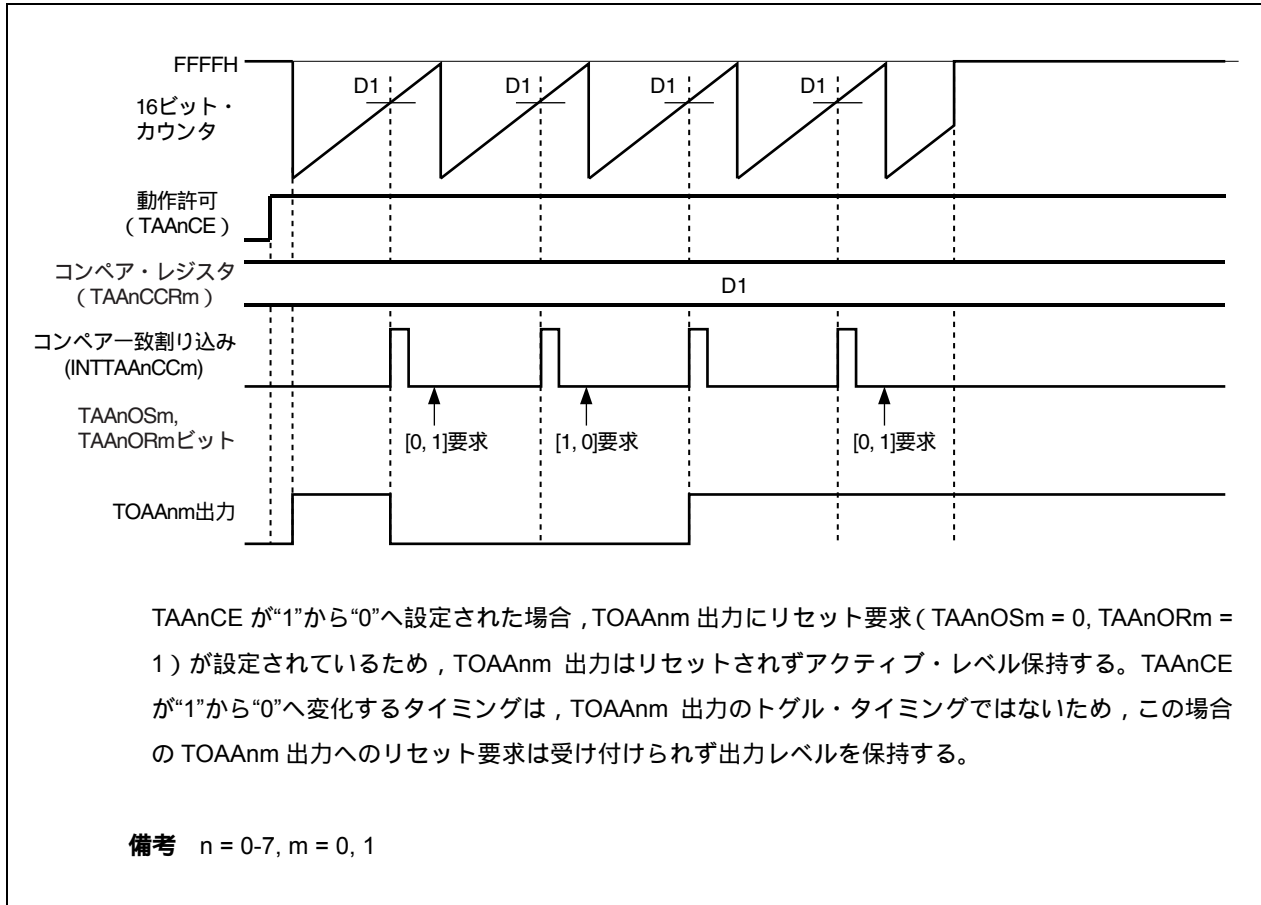 FFFFH
16ビット・
カウンタ
D1 D1 D1 D1
動作許可
（TAAnCE）
コンペア・レジスタ
（TAAnCCRm）
D1
コンペア一致割り込み
(INTTAAnCCm)
TAAnOSm,
TAAnORmビット
[0, 1]要求 [1, 0]要求 [0, 1]要求
TOAAnm出力
TAAnCE が“1”から“0”へ設定された場合，TOAAnm 出力にリセット要求（TAAnOSm = 0, TAAnORm =
1）が設定されているため，TOAAnm 出力はリセットされずアクティブ・レベル保持する。TAAnCE
が“1”から“0”へ変化するタイミングは，TOAAnm 出力のトグル・タイミングではないため，この場合
の TOAAnm 出力へのリセット要求は受け付けられず出力レベルを保持する。
備考 n = 0-7, m = 0, 1